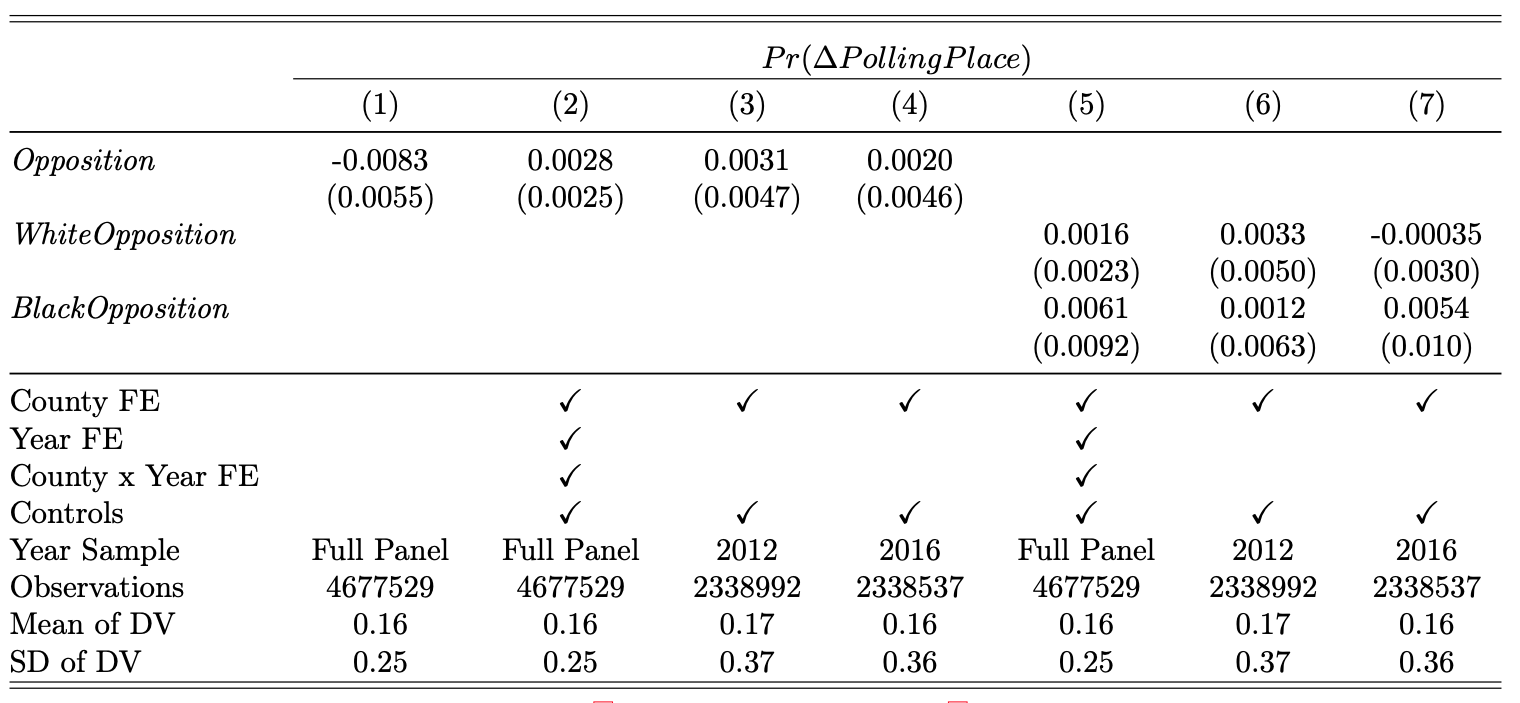 Pr(ΔPollingPlace)
(1) (2) (3) (4) (5) (6) (7)
Opposition -0.0083 0.0028 0.0031 0.0020
(0.0055) (0.0025) (0.0047) (0.0046)
WhiteOpposition 0.0016 0.0033 -0.00035
(0.0023) (0.0050) (0.0030)
BlackOpposition 0.0061 0.0012 0.0054
(0.0092) (0.0063) (0.010)
County FE ✓ ✓ ✓ ✓ ✓ ✓
Year FE ✓ ✓
County x Year FE ✓ ✓
Controls ✓ ✓ ✓ ✓ ✓ ✓
Year Sample Full Panel Full Panel 2012 2016 Full Panel 2012 2016
Observations 4677529 4677529 2338992 2338537 4677529 2338992 2338537
Mean of DV 0.16 0.16 0.17 0.16 0.16 0.17 0.16
SD of DV 0.25 0.25 0.37 0.36 0.25 0.37 0.36